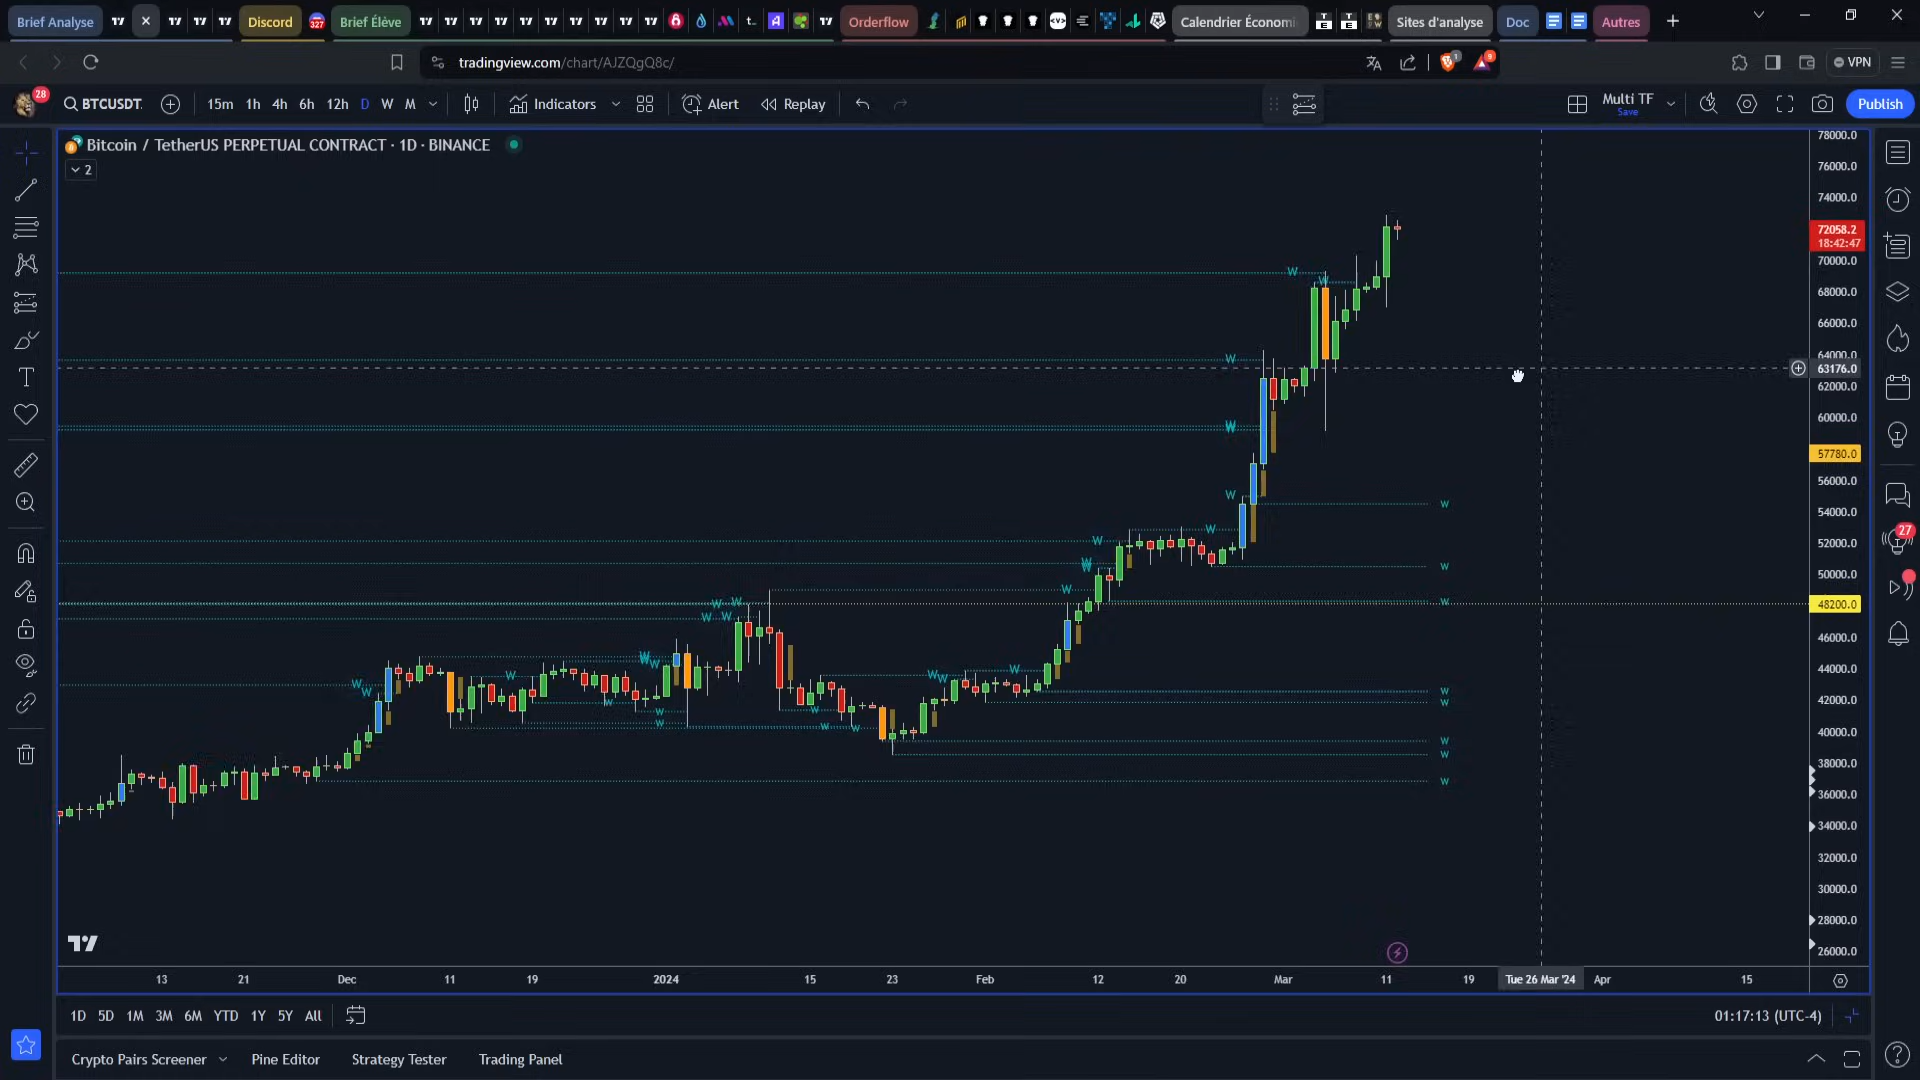 Brief Analyse
Discord
327
Brief Élève
Orderflow
Calendrier Économi
Sites d'analyse
Doc
Autres
tradingview.com/chart/AJZQgQ8c/
1
9
VPN
28
BTCUSDT.
15m 1h 4h 6h 12h D W M
Indicators
Alert
Replay
Multi TF
Save
Publish
Bitcoin / TetherUS PERPETUAL CONTRACT · 1D · BINANCE
2
78000.0
76000.0
74000.0
72058.2
18:42:47
70000.0
68000.0
66000.0
64000.0
63176.0
62000.0
60000.0
57780.0
56000.0
54000.0
52000.0
50000.0
48200.0
46000.0
44000.0
42000.0
40000.0
38000.0
36000.0
34000.0
32000.0
30000.0
28000.0
26000.0
27
13 21 Dec 11 19 2024 15 23 Feb 12 20 Mar 11 19 Tue 26 Mar '24 Apr 15
1D 5D 1M 3M 6M YTD 1Y 5Y All
01:17:13 (UTC-4)
Crypto Pairs Screener
Pine Editor
Strategy Tester
Trading Panel